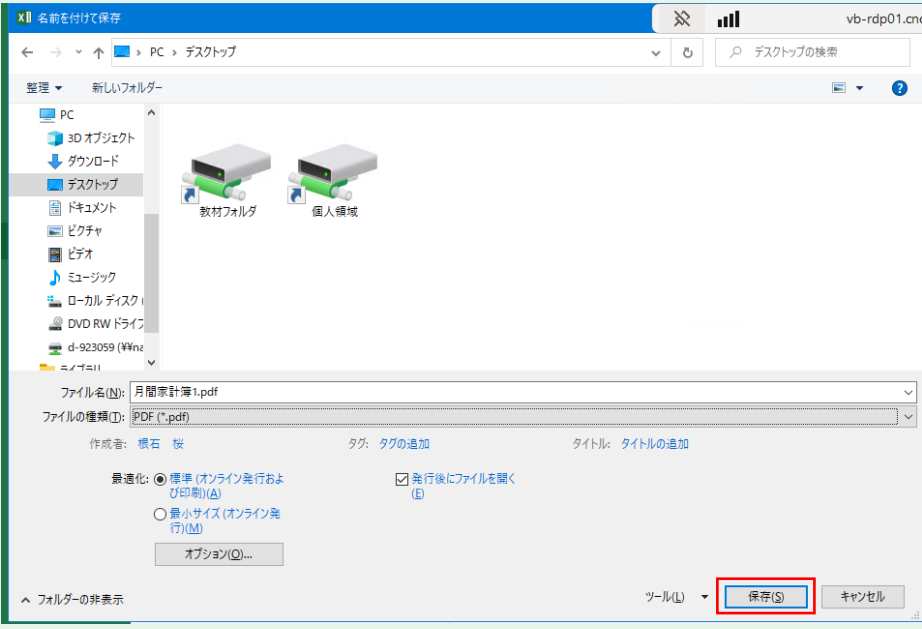 名前を付けて保存
vb-rdp01.cnc
PC › デスクトップ
デスクトップの検索
整理 新しいフォルダー
PC
3D オブジェクト
ダウンロード
デスクトップ
ドキュメント
ピクチャ
ビデオ
ミュージック
ローカル ディスク (
DVD RW ドライブ
d-923059 (¥¥na
ライブラリ
教材フォルダ
個人領域
ファイル名(N): 月間家計簿1.pdf
ファイルの種類(T): PDF (*.pdf)
作成者: 根石 桜 タグ: タグの追加 タイトル: タイトルの追加
最適化: 標準 (オンライン発行およ
び印刷)(A)
最小サイズ (オンライン発
行)(M)
発行後にファイルを開く
(E)
オプション(O)...
フォルダーの非表示
ツール(L) 保存(S) キャンセル